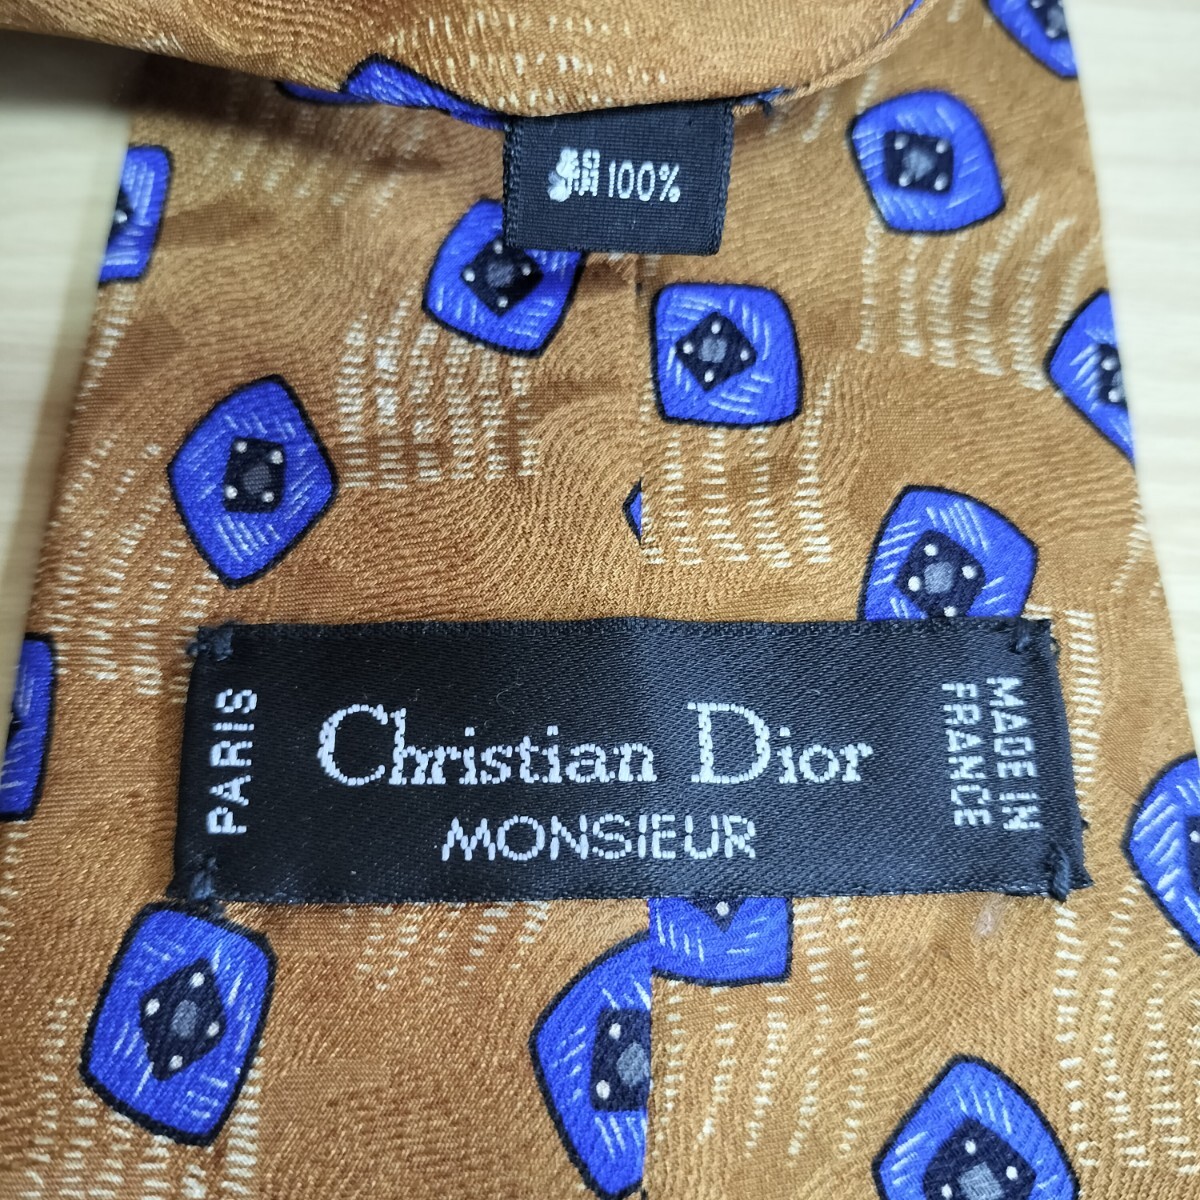 絹100%
PARIS
Christian Dior
MONSIEUR
MADE IN
FRANCE